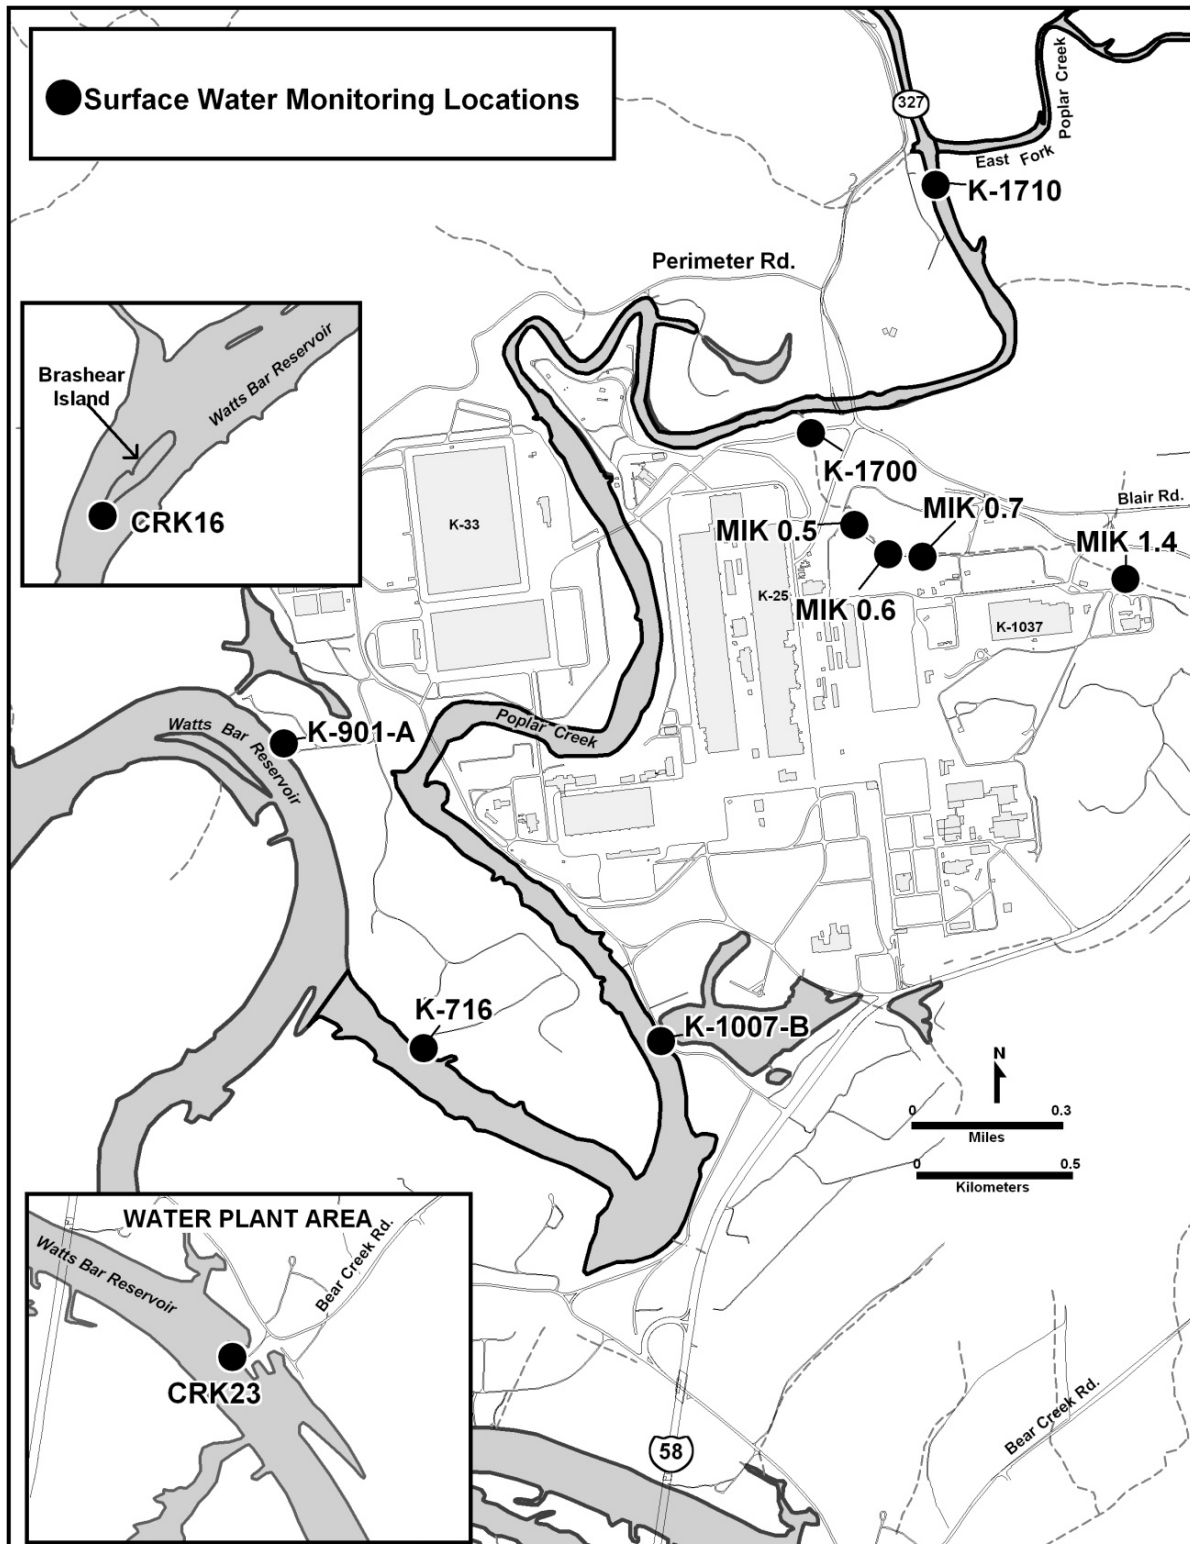 Surface Water Monitoring Locations
327
Poplar Creek
East Fork
K-1710
Perimeter Rd.
Brashear
Island
Watts Bar Reservoir
CRK16
K-1700
K-33
MIK 0.5
MIK 0.7
Blair Rd.
MIK 1.4
K-25
MIK 0.6
K-1037
Watts Bar Reservoir
K-901-A
Poplar Creek
K-716
K-1007-B
N
0 0.3
Miles
0 0.5
Kilometers
WATER PLANT AREA
Watts Bar Reservoir
Bear Creek Rd.
CRK23
58
Bear Creek Rd.